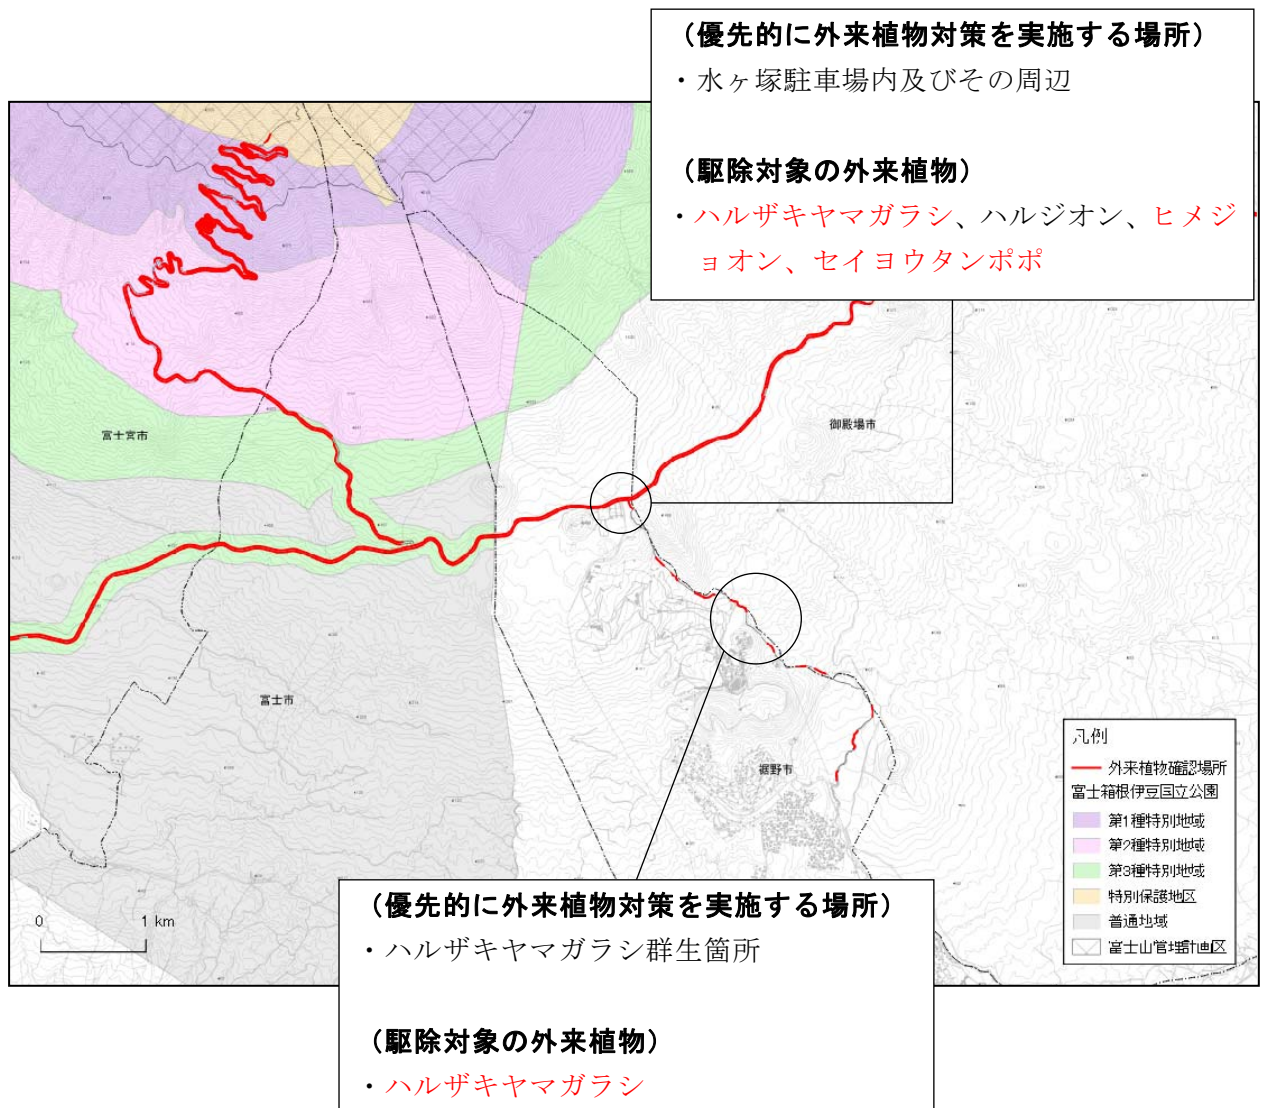 （優先的に外来植物対策を実施する場所）
・水ヶ塚駐車場内及びその周辺
（駆除対象の外来植物）
・ハルザキヤマガラシ、ハルジオン、ヒメジ
ョオン、セイヨウタンポポ
富士宮市
御殿場市
富士市
裾野市
凡例
外来植物確認場所
富士箱根伊豆国立公園
第1種特別地域
第2種特別地域
第3種特別地域
特別保護地区
普通地域
富士山管理計画区
0 1 km
（優先的に外来植物対策を実施する場所）
・ハルザキヤマガラシ群生箇所
（駆除対象の外来植物）
・ハルザキヤマガラシ